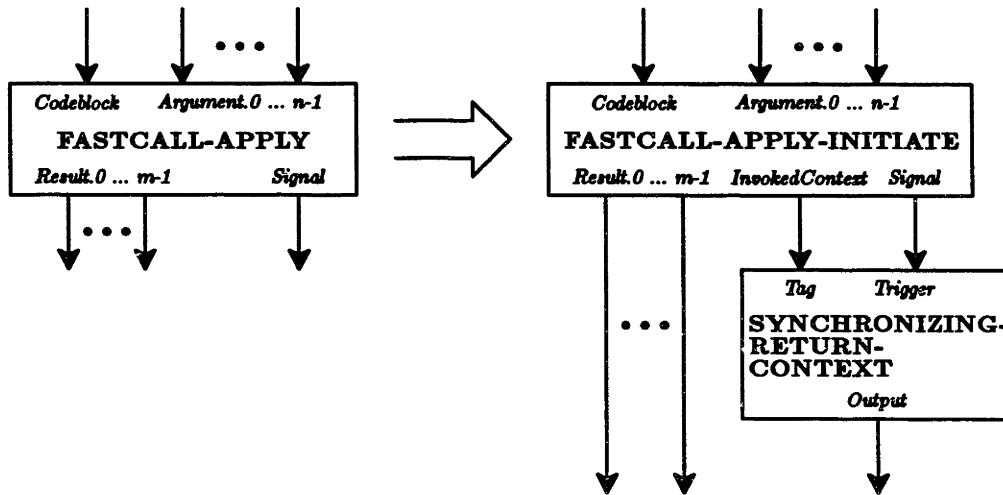 Codeblock Argument.0 ... n-1
FASTCALL-APPLY
Result.0 ... m-1 Signal
Codeblock Argument.0 ... n-1
FASTCALL-APPLY-INITIATE
Result.0 ... m-1 InvokedContext Signal
Tag Trigger
SYNCHRONIZING-
RETURN-
CONTEXT
Output